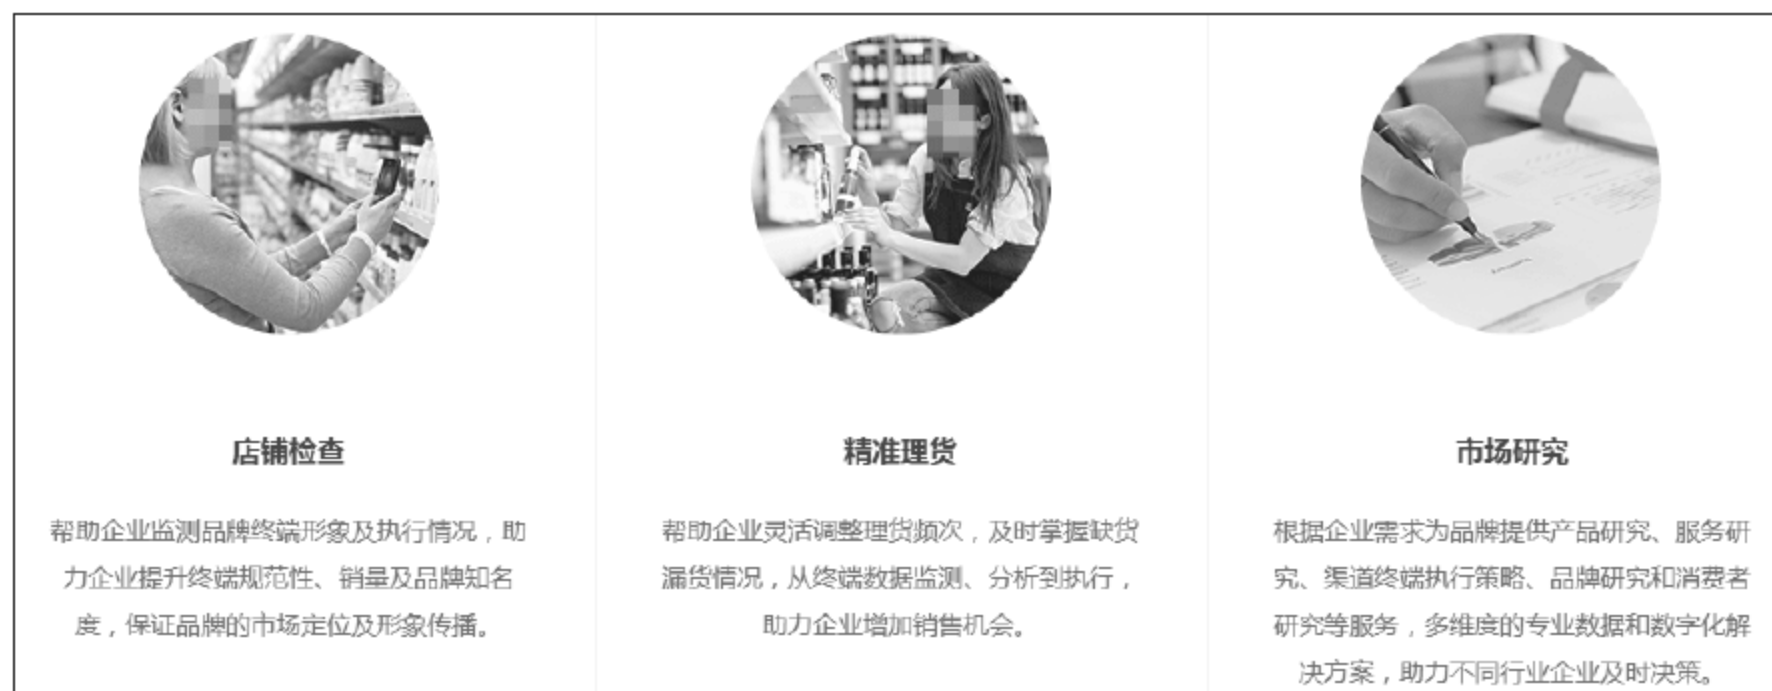 店铺检查
帮助企业监测品牌终端形象及执行情况，助
力企业提升终端规范性、销量及品牌知名
度，保证品牌的市场定位及形象传播。
精准理货
帮助企业灵活调整理货频次，及时掌握缺货
漏货情况，从终端数据监测、分析到执行，
助力企业增加销售机会。
市场研究
根据企业需求为品牌提供产品研究、服务研
究、渠道终端执行策略、品牌研究和消费者
研究等服务，多维度的专业数据和数字化解
决方案，助力不同行业企业及时决策。